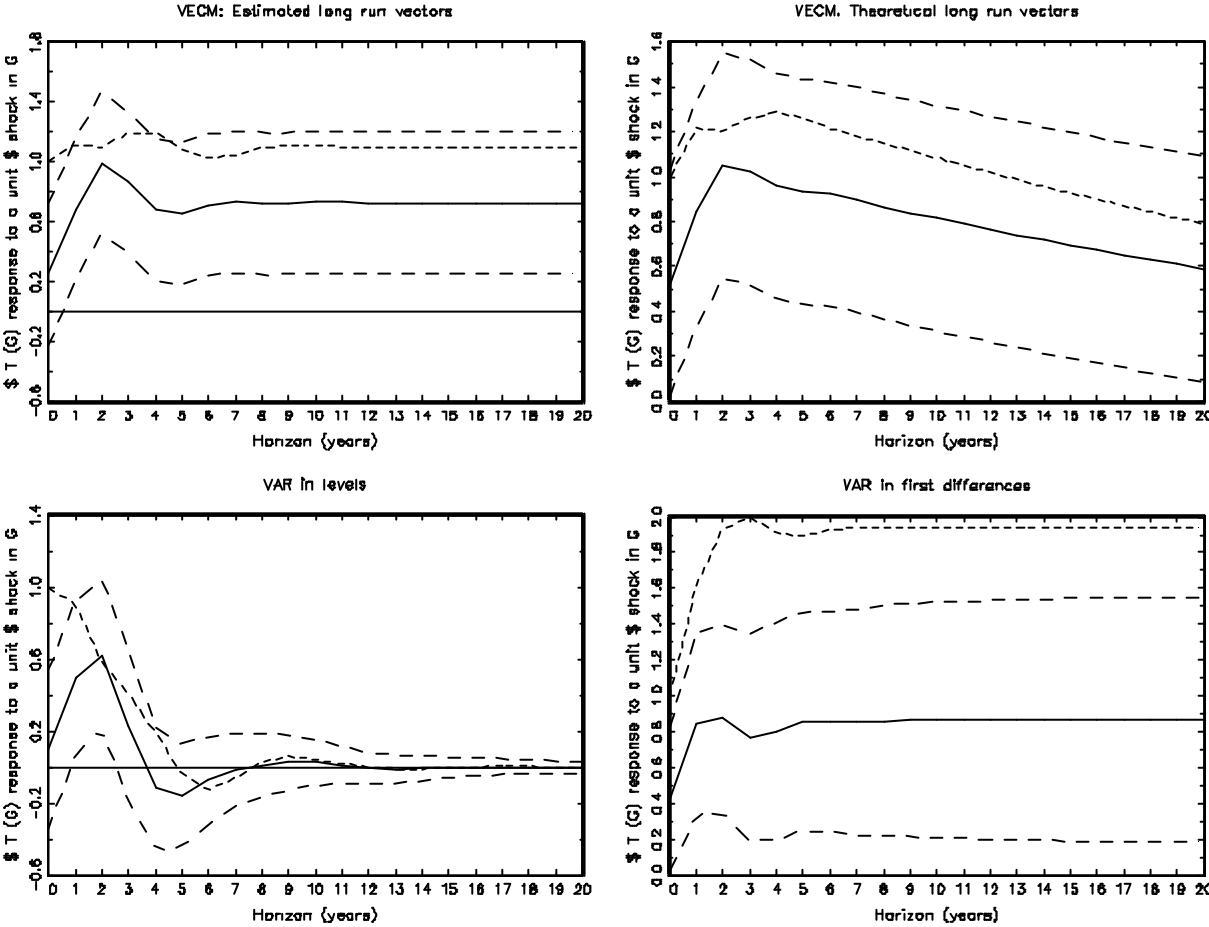 VECM: Estimated long run vectors
$ T (G) response to a unit $ shock in G
1.8
1.4
1.0
0.6
0.2
-0.2
-0.6
0 1 2 3 4 5 6 7 8 9 10 11 12 13 14 15 16 17 18 19 20
Horizon (years)
VECM. Theoretical long run vectors
$ T (G) response to a unit $ shock in G
1.6
1.4
1.2
1.0
0.8
0.6
0.4
0.2
0.0
0 1 2 3 4 5 6 7 8 9 10 11 12 13 14 15 16 17 18 19 20
Horizon (years)
VAR in levels
$ T (G) response to a unit $ shock in G
1.4
1.0
0.6
0.2
-0.2
-0.6
0 1 2 3 4 5 6 7 8 9 10 11 12 13 14 15 16 17 18 19 20
Horizon (years)
VAR in first differences
$ T (G) response to a unit $ shock in G
2.0
1.8
1.6
1.4
1.2
1.0
0.8
0.6
0.4
0.2
0.0
0 1 2 3 4 5 6 7 8 9 10 11 12 13 14 15 16 17 18 19 20
Horizon (years)